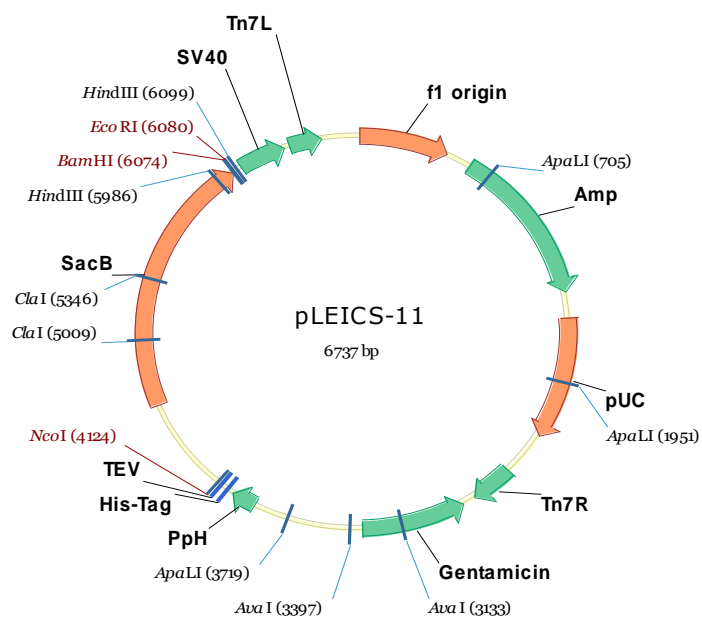 Tn7L
SV40
HindIII (6099)
f1 origin
EcoRI (6080)
ApaLI (705)
BamHI (6074)
Amp
HindIII (5986)
SacB
ClaI (5346)
pLEICS-11
ClaI (5009)
6737 bp
pUC
NcoI (4124)
ApaLI (1951)
TEV
His-Tag
Tn7R
PpH
ApaLI (3719)
Gentamicin
AvaI (3397)
AvaI (3133)